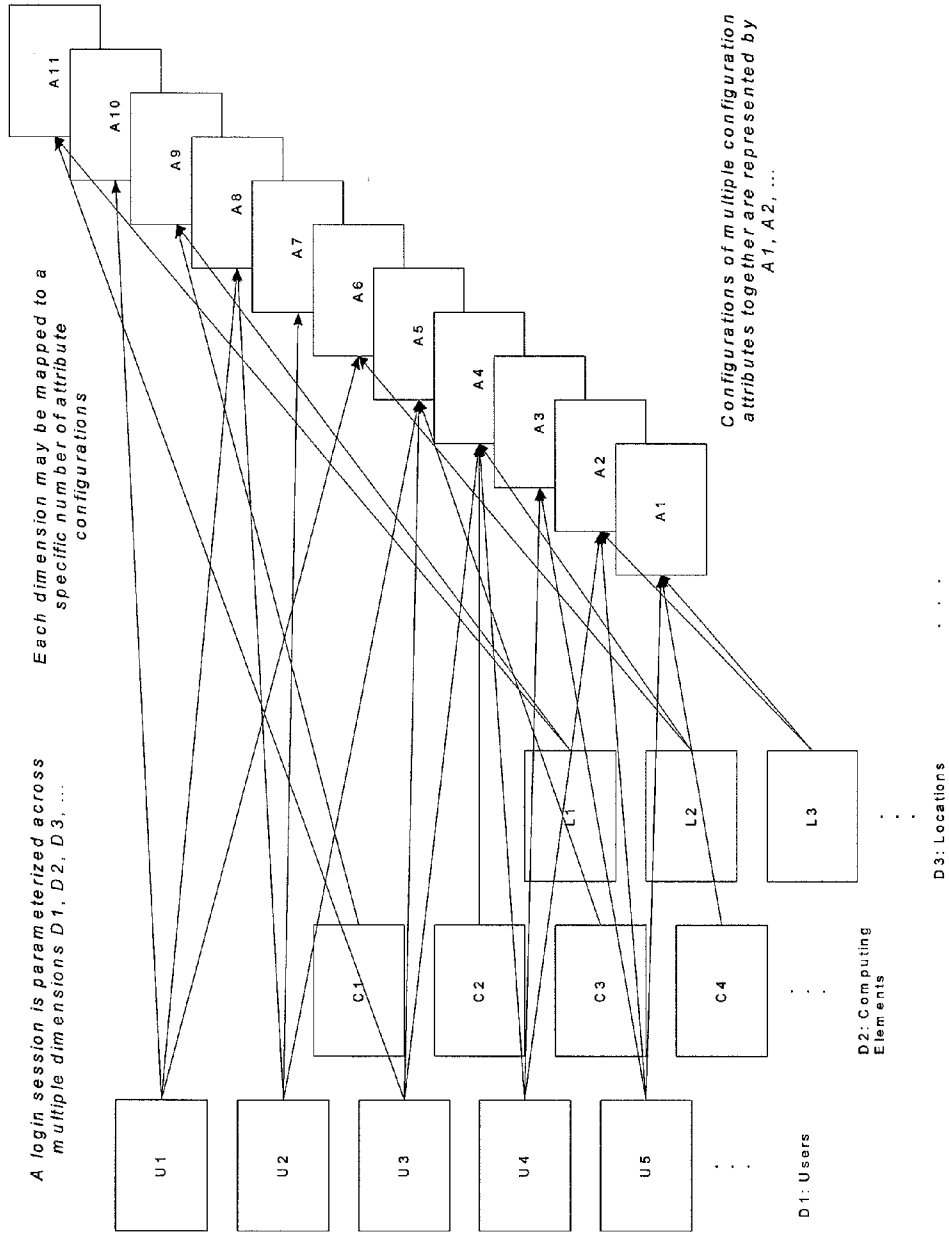 A login session is parameterized across
multiple dimensions D1, D2, D3, ...
Each dimension may be mapped to a
specific number of attribute
configurations
U1
U2
U3
U4
U5
. . .
D1: Users
C1
C2
C3
C4
. . .
D2: Computing
Elements
L1
L2
L3
. . .
D3: Locations
. . .
A11
A10
A9
A8
A7
A6
A5
A4
A3
A2
A1
Configurations of multiple configuration
attributes together are represented by
A1, A2, ...